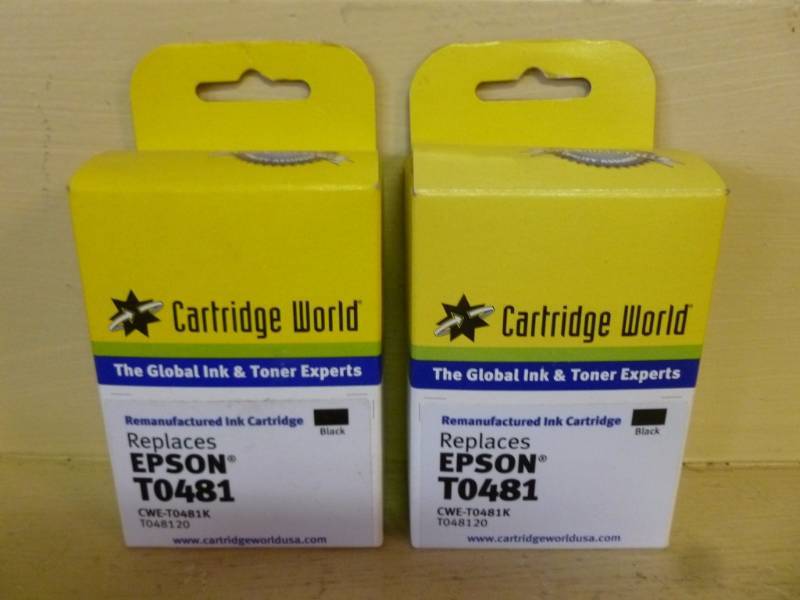 Cartridge World
The Global Ink & Toner Experts
Remanufactured Ink Cartridge
Black
Replaces
EPSON®
T0481
CWE-T0481K
T048120
www.cartridgeworldusa.com
Cartridge World
The Global Ink & Toner Experts
Remanufactured Ink Cartridge
Black
Replaces
EPSON®
T0481
CWE-T0481K
T048120
www.cartridgeworldusa.com